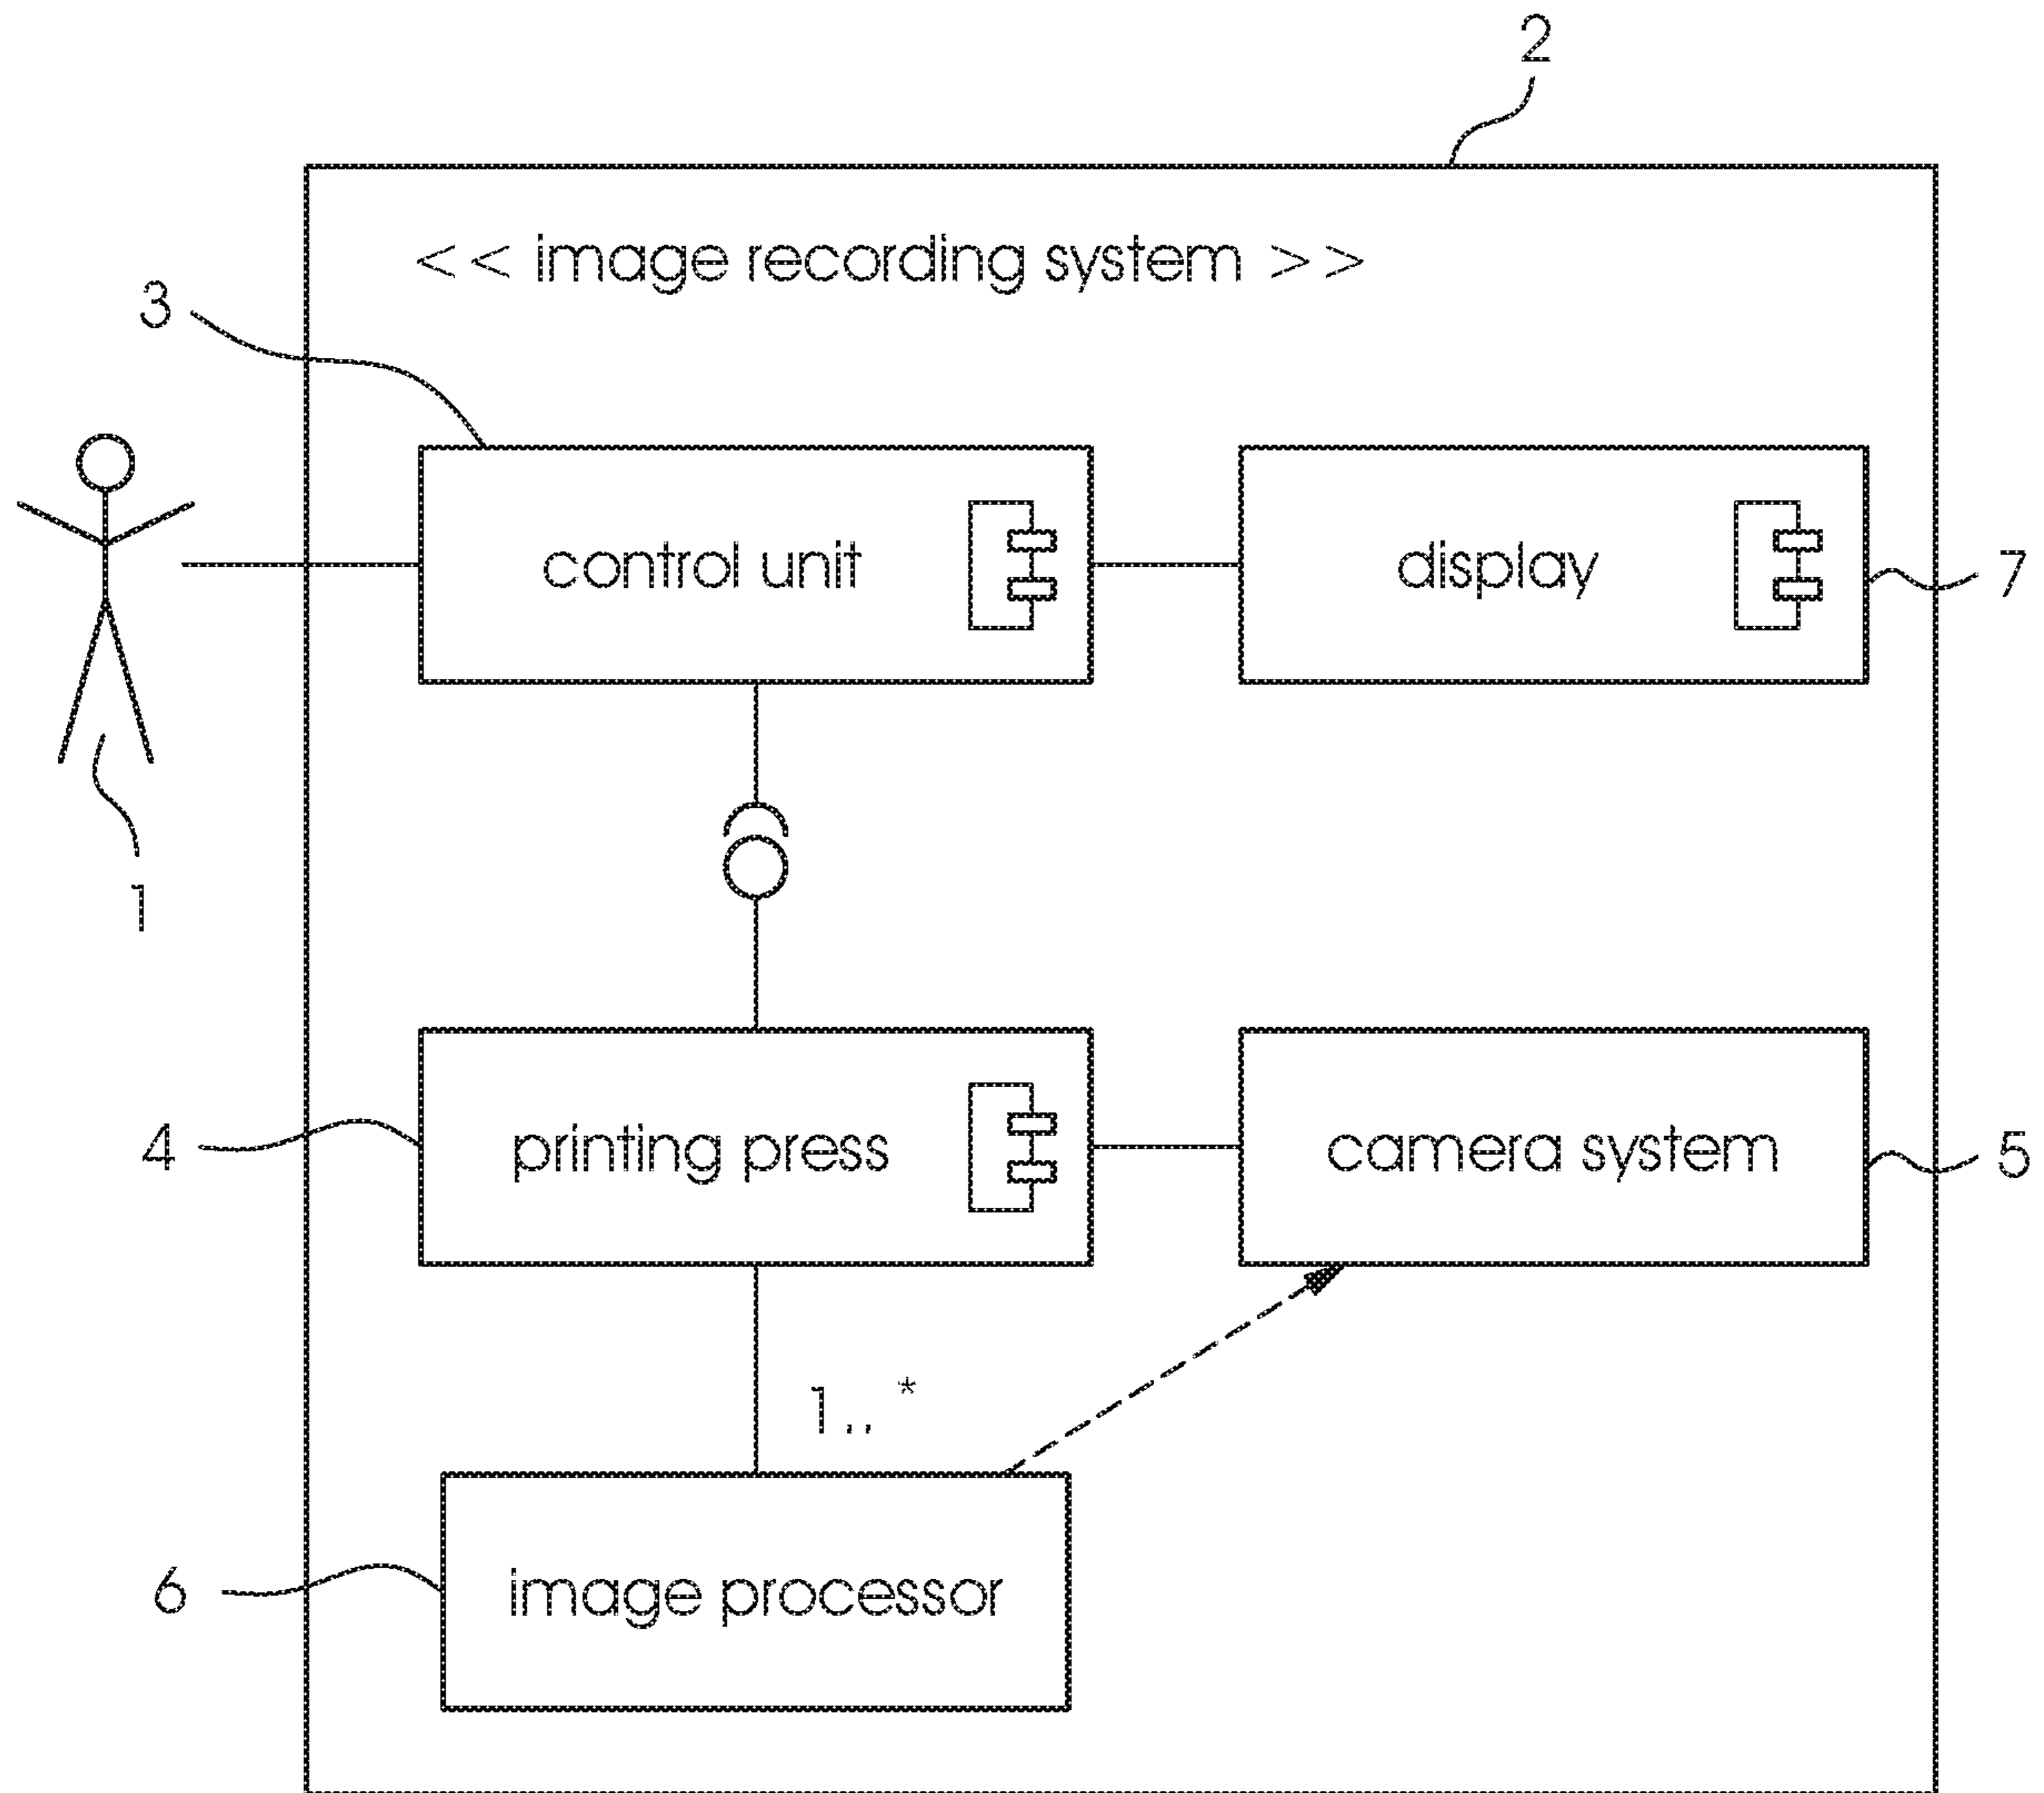 2
<< image recording system >>
3
control unit
display
7
1
4
printing press
camera system
5
1..*
6
image processor